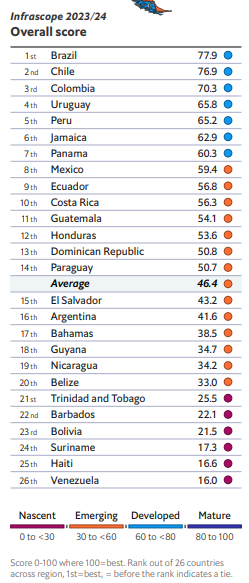 Infrascope 2023/24
Overall score
1st Brazil 77.9
2nd Chile 76.9
3rd Colombia 70.3
4th Uruguay 65.8
5th Peru 65.2
6th Jamaica 62.9
7th Panama 60.3
8th Mexico 59.4
9th Ecuador 56.8
10th Costa Rica 56.3
11th Guatemala 54.1
12th Honduras 53.6
13th Dominican Republic 50.8
14th Paraguay 50.7
Average 46.4
15th El Salvador 43.2
16th Argentina 41.6
17th Bahamas 38.5
18th Guyana 34.7
19th Nicaragua 34.2
20th Belize 33.0
21st Trinidad and Tobago 25.5
22nd Barbados 22.1
23rd Bolivia 21.5
24th Suriname 17.3
25th Haiti 16.6
26th Venezuela 16.0
Nascent Emerging Developed Mature
0 to <30 30 to <60 60 to <80 80 to 100
Score 0-100 where 100=best. Rank out of 26 countries
across region, 1st=best, = before the rank indicates a tie.